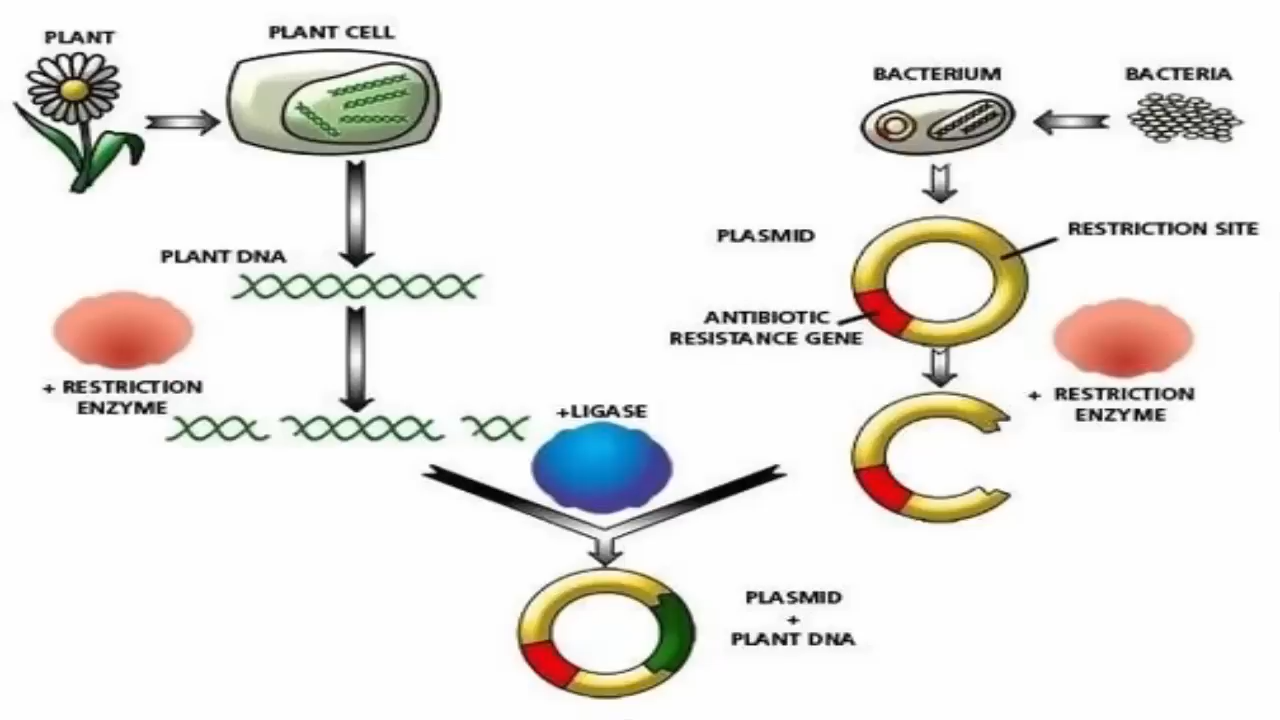 PLANT
PLANT CELL
BACTERIUM
BACTERIA
PLASMID
RESTRICTION SITE
PLANT DNA
ANTIBIOTIC
RESISTANCE GENE
+ RESTRICTION
ENZYME
+ RESTRICTION
ENZYME
+LIGASE
PLASMID
+
PLANT DNA